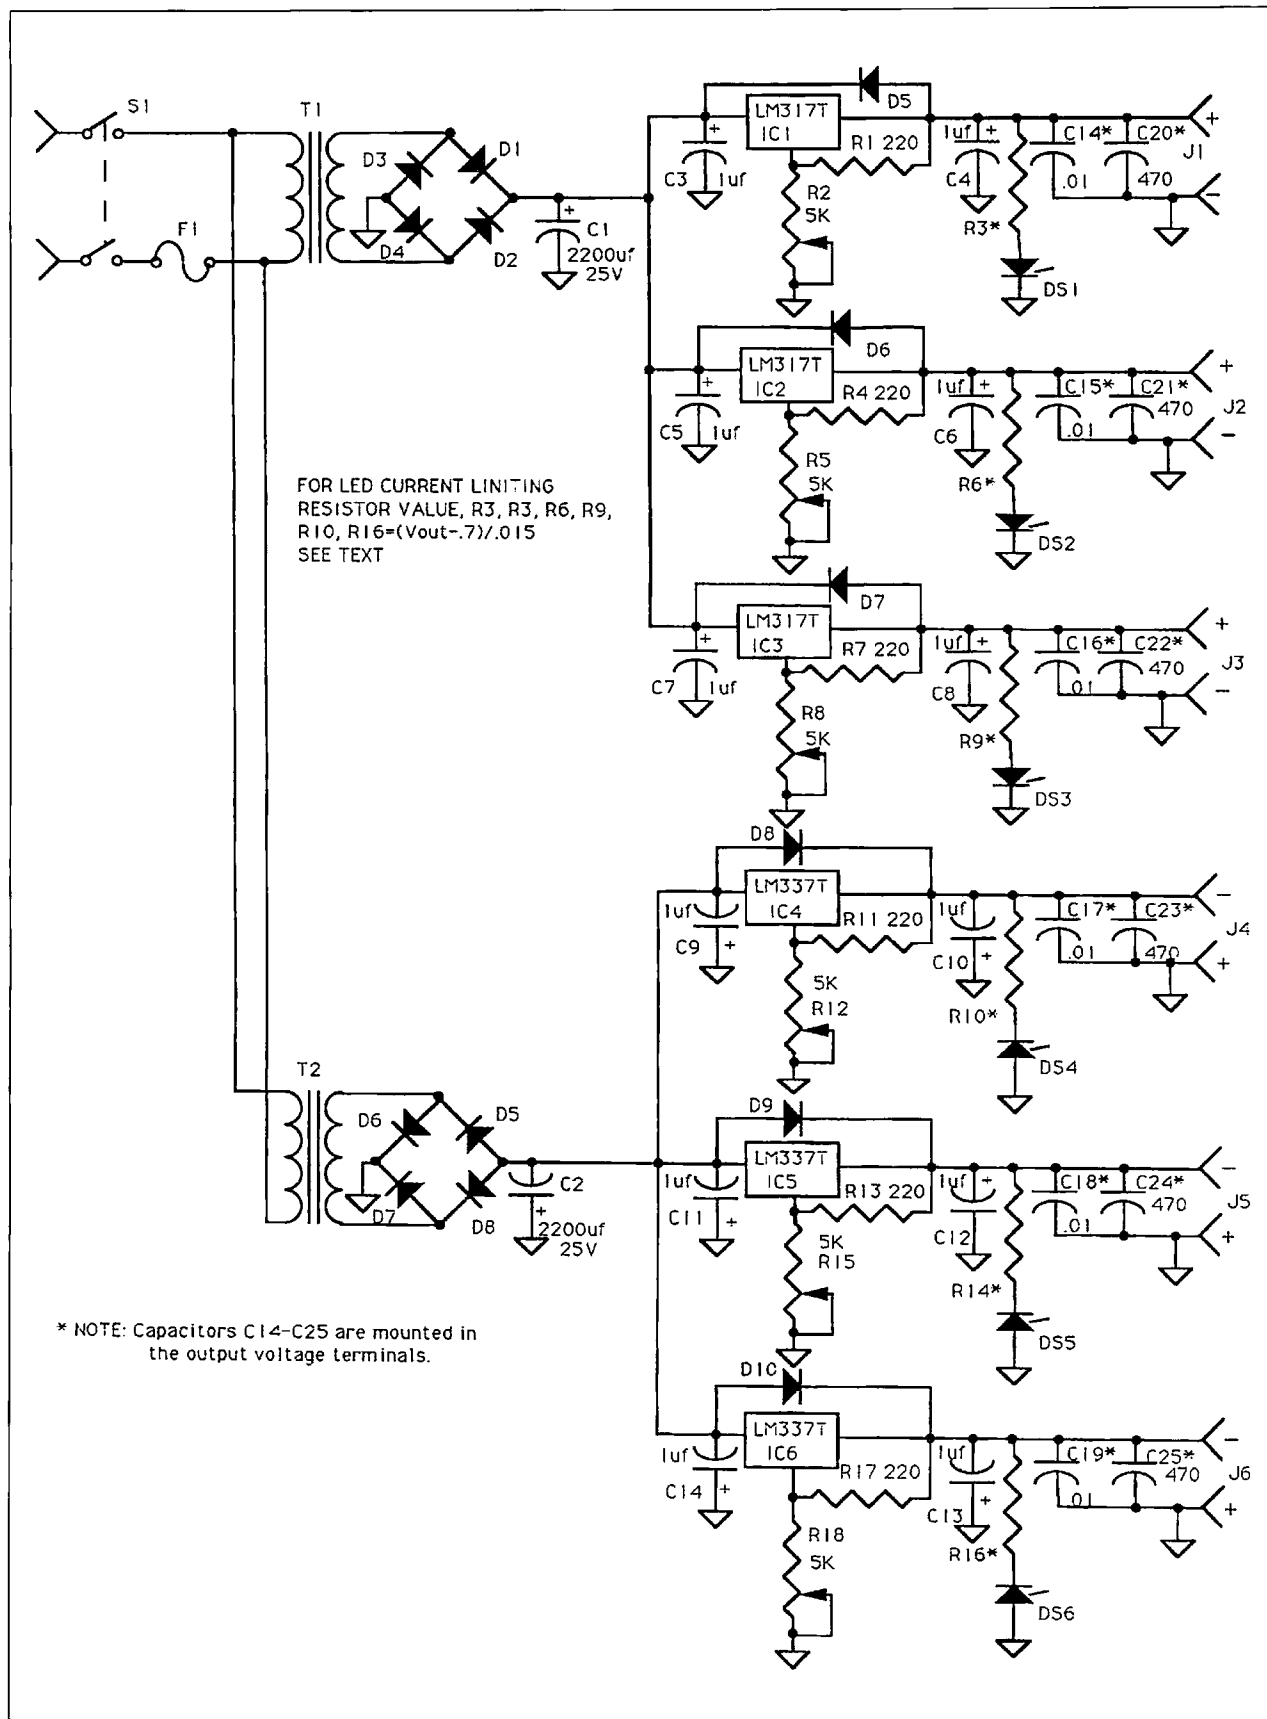 S1
T1
F1
D3
D1
D4
D2
C1
2200uf
25V
+
LM317T
IC1
D5
C3
1uf
+
R1 220
R2
5K
1uf
+
C4
R3*
DS1
C14*
.01
C20*
470
+
J1
-
LM317T
IC2
D6
C5
1uf
+
R4 220
R5
5K
1uf
+
C6
R6*
DS2
C15*
.01
C21*
470
+
J2
-
FOR LED CURRENT LINITING
RESISTOR VALUE, R3, R3, R6, R9,
R10, R16=(Vout-.7)/.015
SEE TEXT
LM317T
IC3
D7
C7
1uf
+
R7 220
R8
5K
1uf
+
C8
R9*
DS3
C16*
.01
C22*
470
+
J3
-
D8
LM337T
IC4
1uf
C9
+
R11 220
5K
R12
1uf
C10
+
R10*
DS4
C17*
.01
C23*
470
-
J4
+
T2
D6
D5
D7
D8
C2
+
2200uf
25V
D9
LM337T
IC5
1uf
C11
+
R13 220
5K
R15
1uf
+
C12
R14*
DS5
C18*
.01
C24*
470
-
J5
+
* NOTE: Capacitors C14-C25 are mounted in
the output voltage terminals.
D10
LM337T
IC6
1uf
C14
+
R17 220
R18
5K
1uf
C13
+
R16*
DS6
C19*
.01
C25*
470
-
J6
+